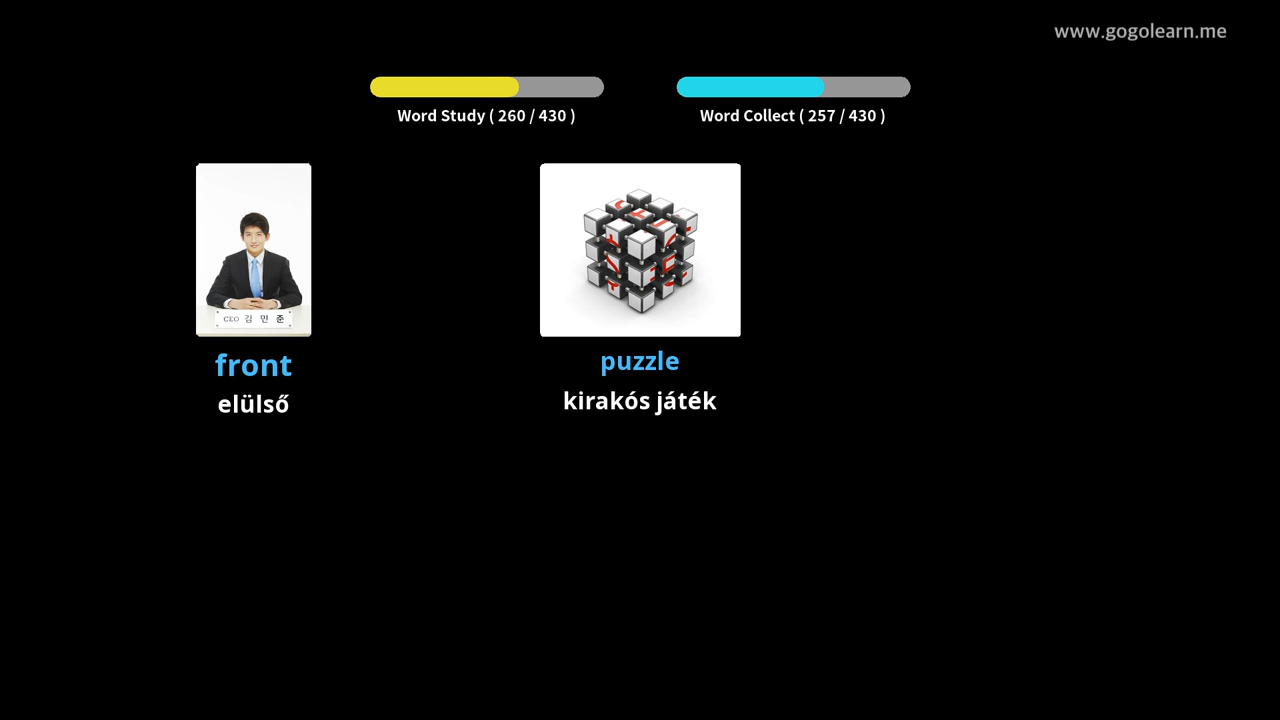 www.gogolearn.me
Word Study ( 260 / 430 )
Word Collect ( 257 / 430 )
CEO 김 민 준
front
elülső
puzzle
kirakós játék